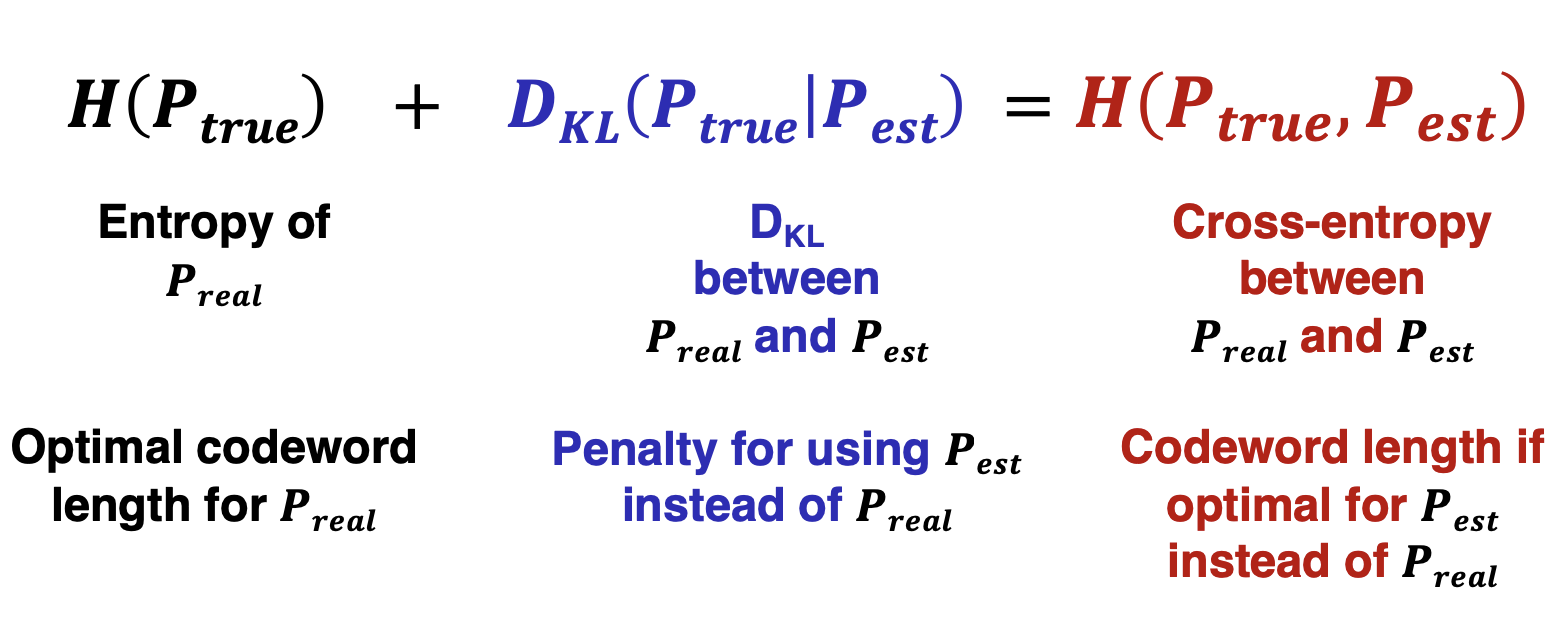 H(P_true) + D_KL(P_true|P_est) = H(P_true, P_est)
Entropy of
P_real
D_KL
between
P_real and P_est
Cross-entropy
between
P_real and P_est
Optimal codeword
length for P_real
Penalty for using P_est
instead of P_real
Codeword length if
optimal for P_est
instead of P_real